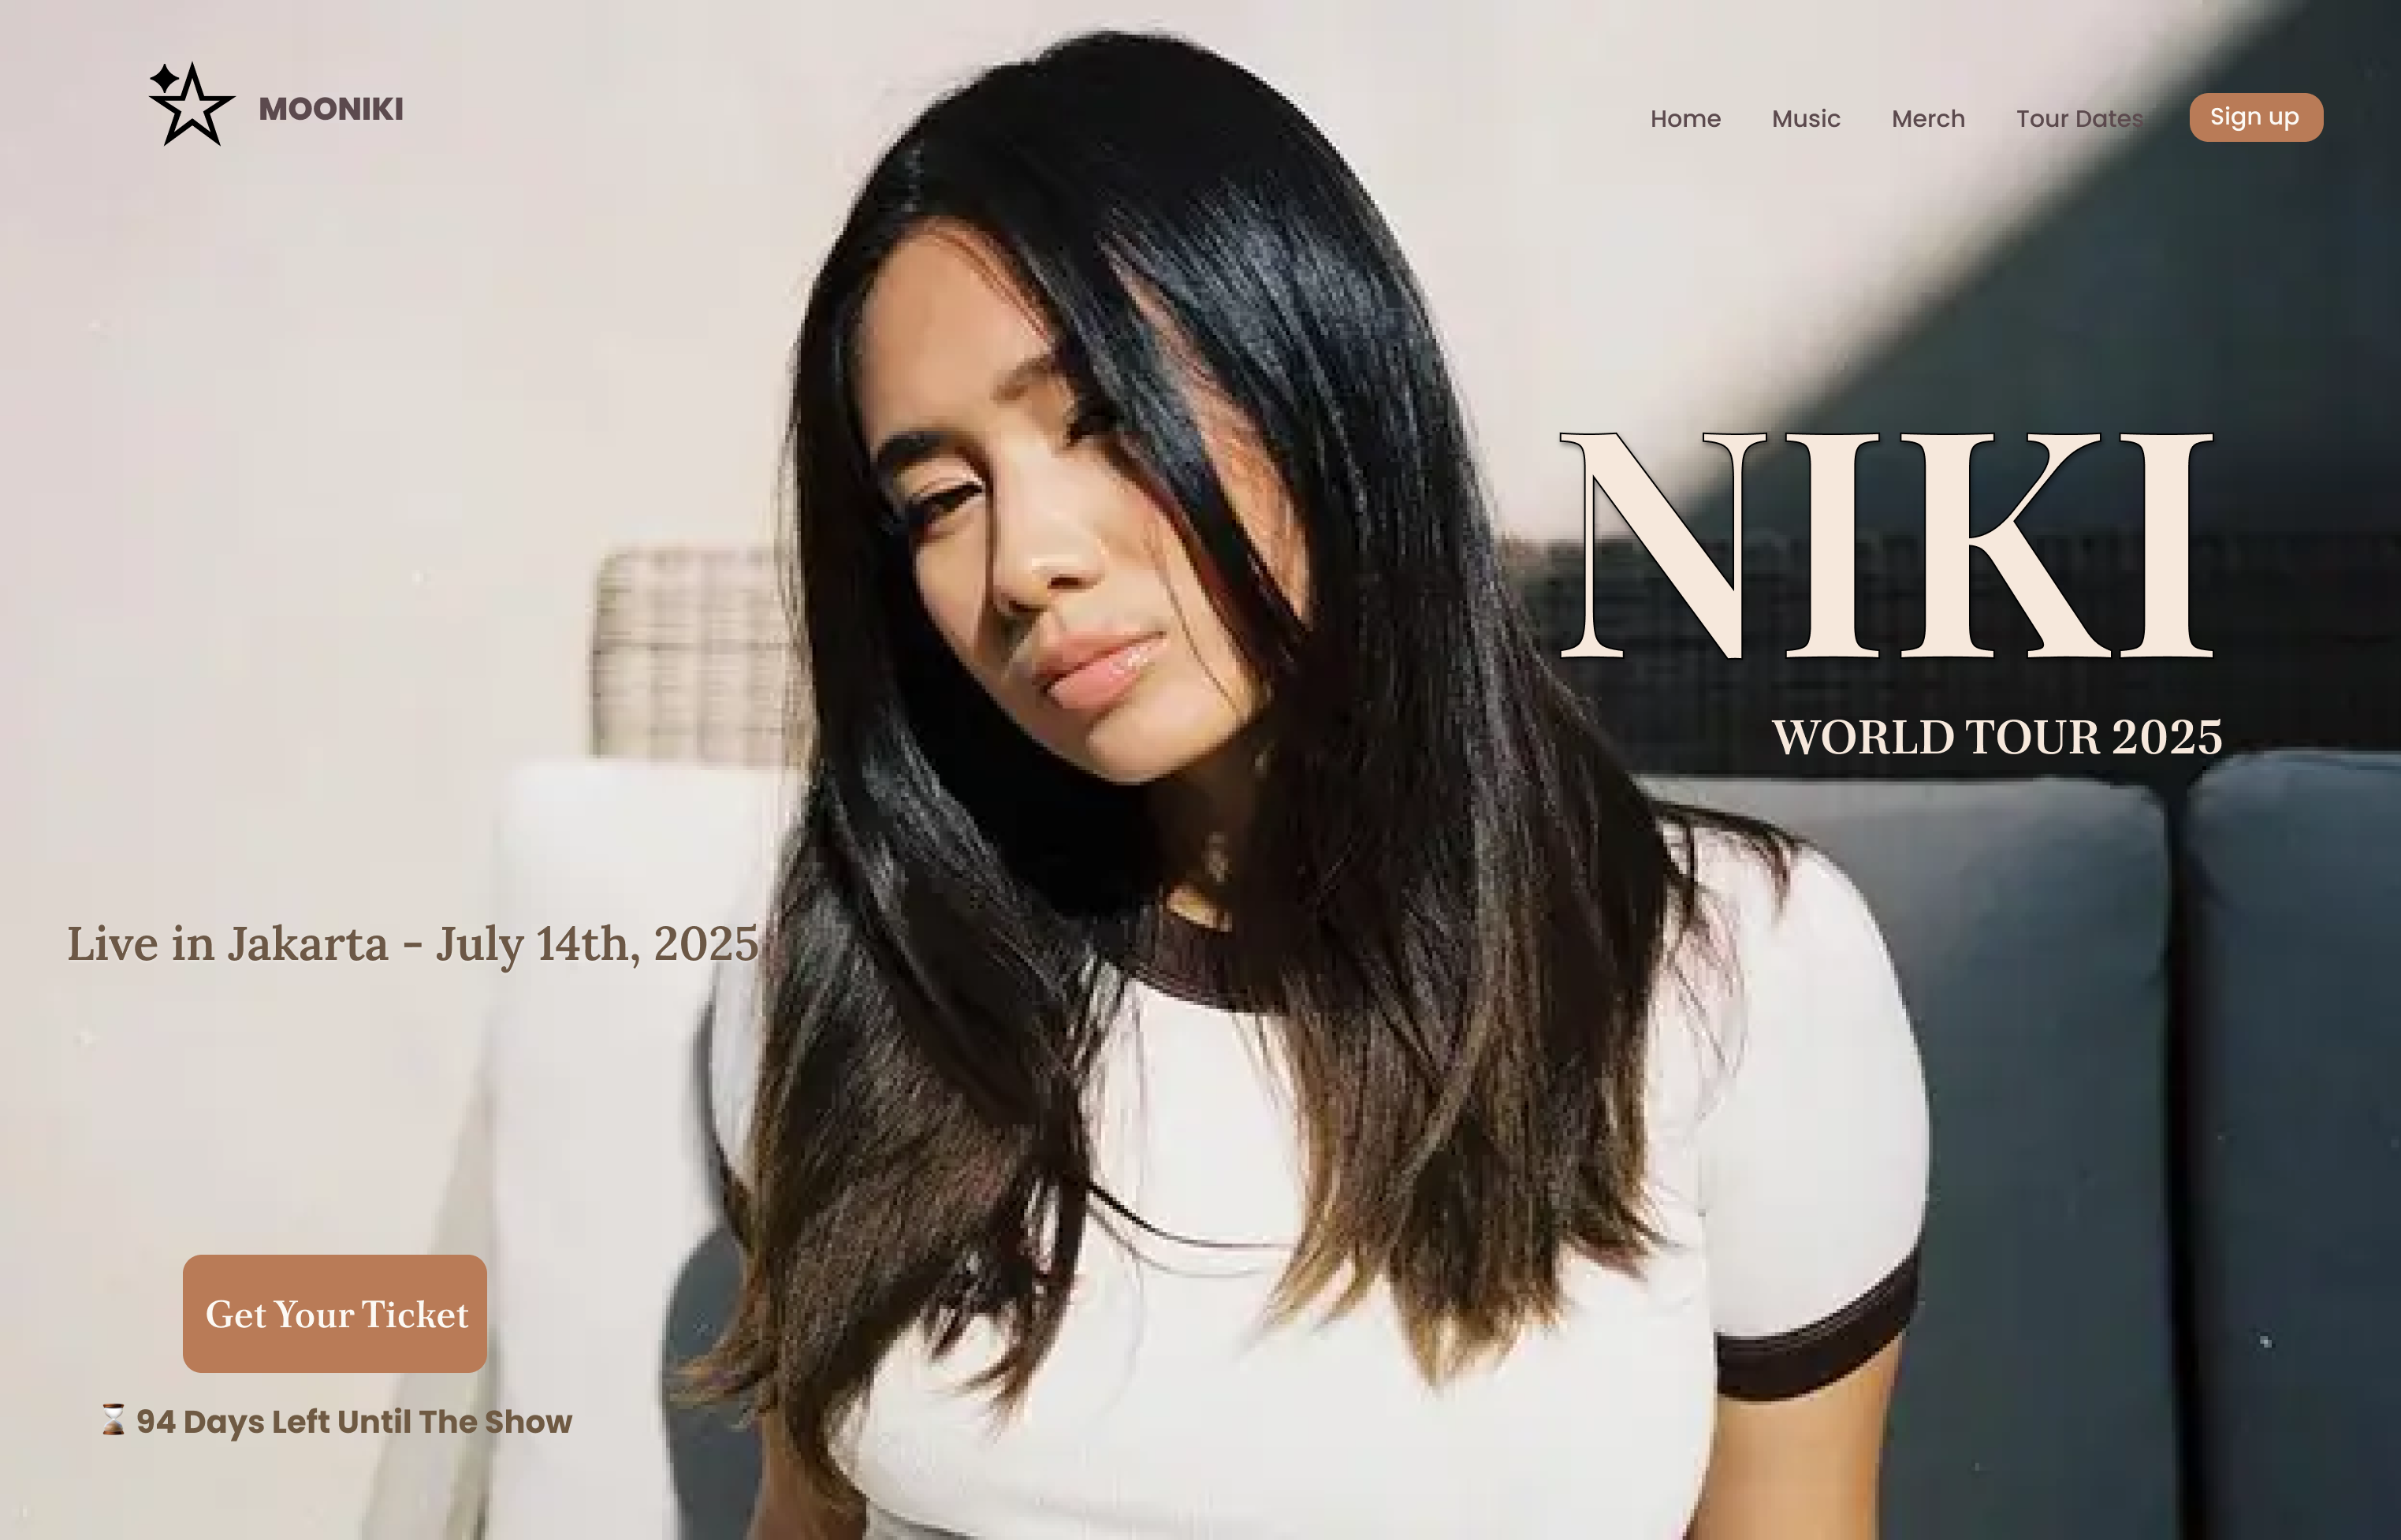 MOONIKI
Home Music Merch Tour Dates Sign up
NIKI
WORLD TOUR 2025
Live in Jakarta - July 14th, 2025
Get Your Ticket
⌛ 94 Days Left Until The Show